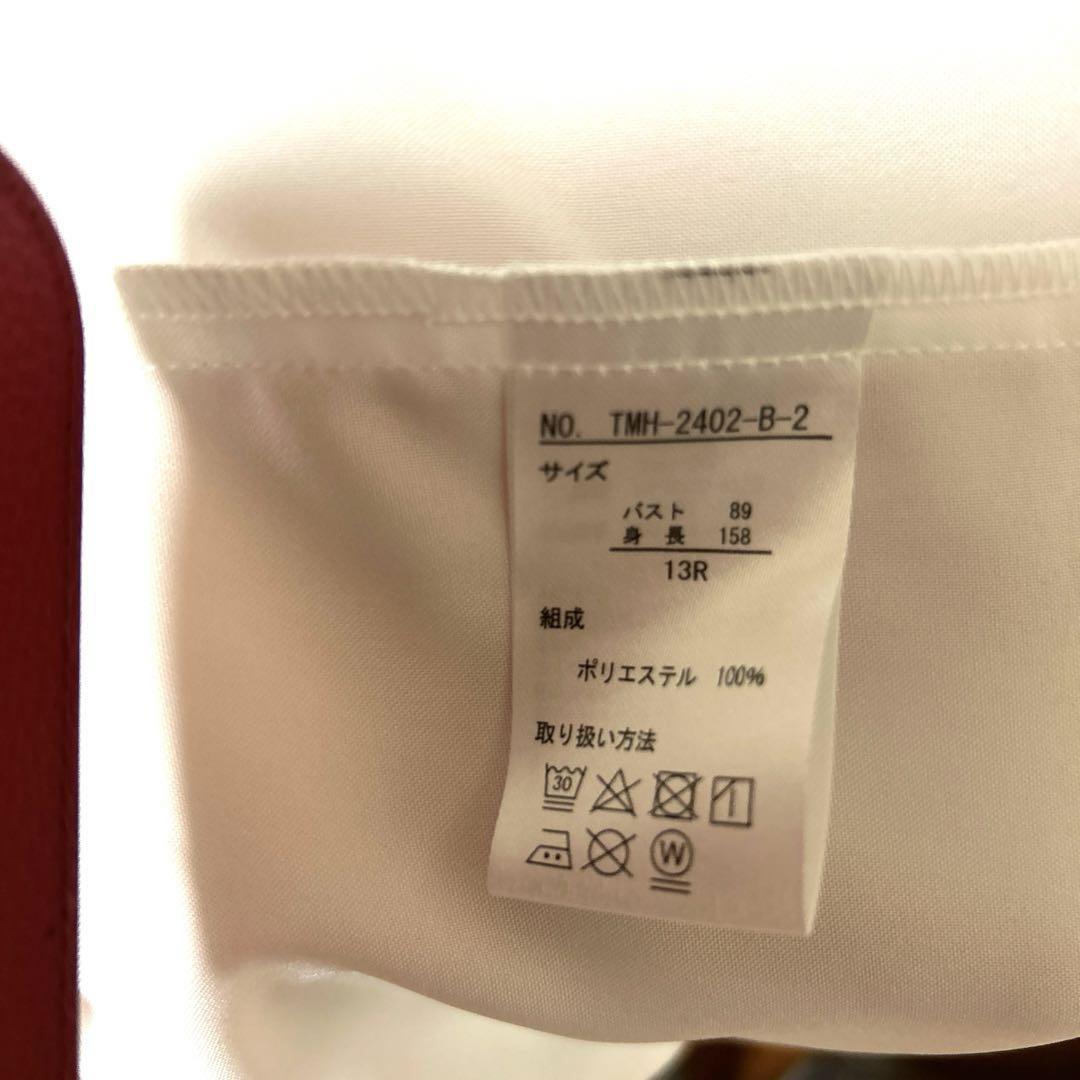 NO. TMH-2402-B-2
サイズ
バスト 89
身 長 158
13R
組成
ポリエステル 100%
取り扱い方法
30
W